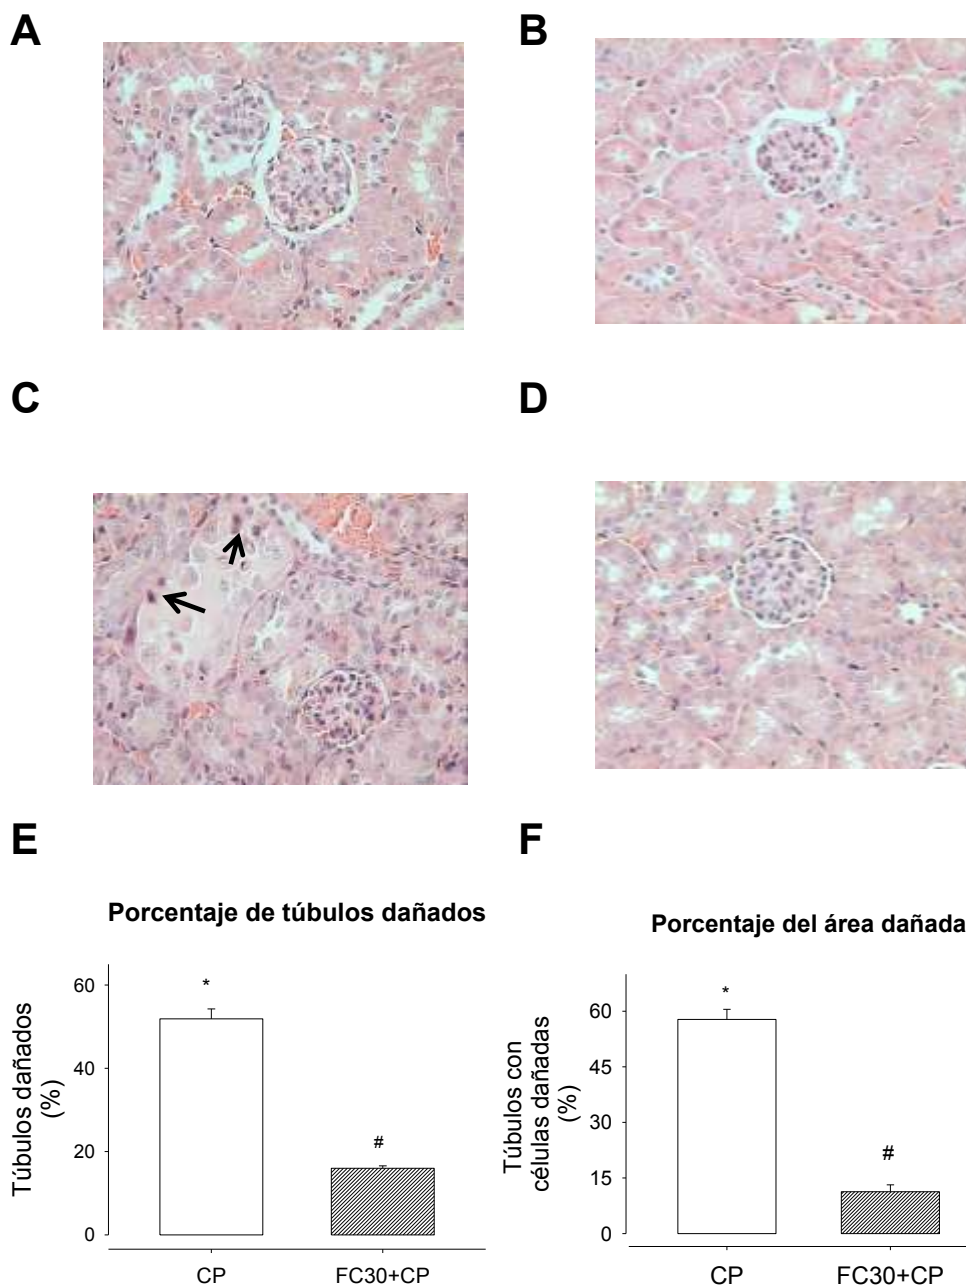 A
B
C
D
E
Porcentaje de túbulos dañados
Túbulos dañados
(%)
60
40
20
0
*
#
CP
FC30+CP
F
Porcentaje del área dañada
Túbulos con
células dañadas
(%)
60
45
30
15
0
*
#
CP
FC30+CP